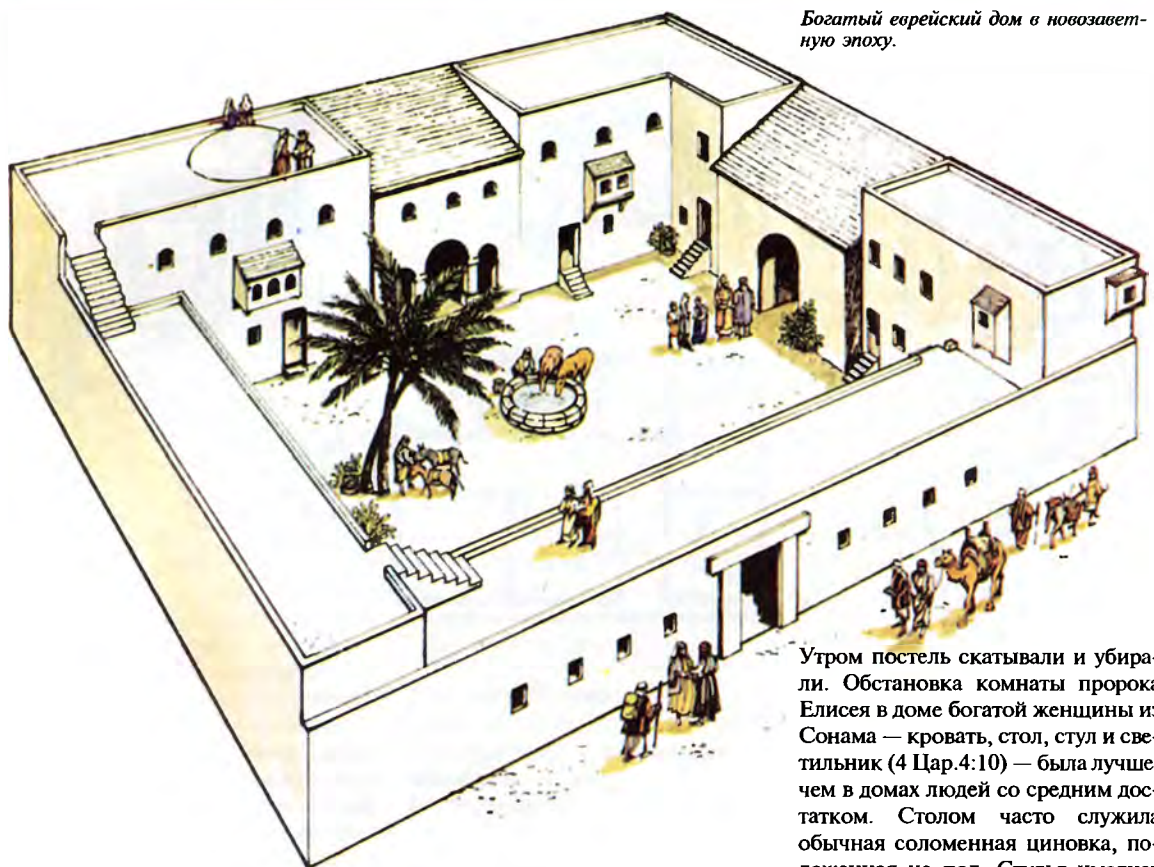 Богатый еврейский дом в новозавет-
ную эпоху.
Утром постель скатывали и убира-
ли. Обстановка комнаты пророка
Елисея в доме богатой женщины из
Сонама — кровать, стол, стул и све-
тильник (4 Цар.4:10) — была лучше,
чем в домах людей со средним дос-
татком. Столом часто служила
обычная соломенная циновка, по-